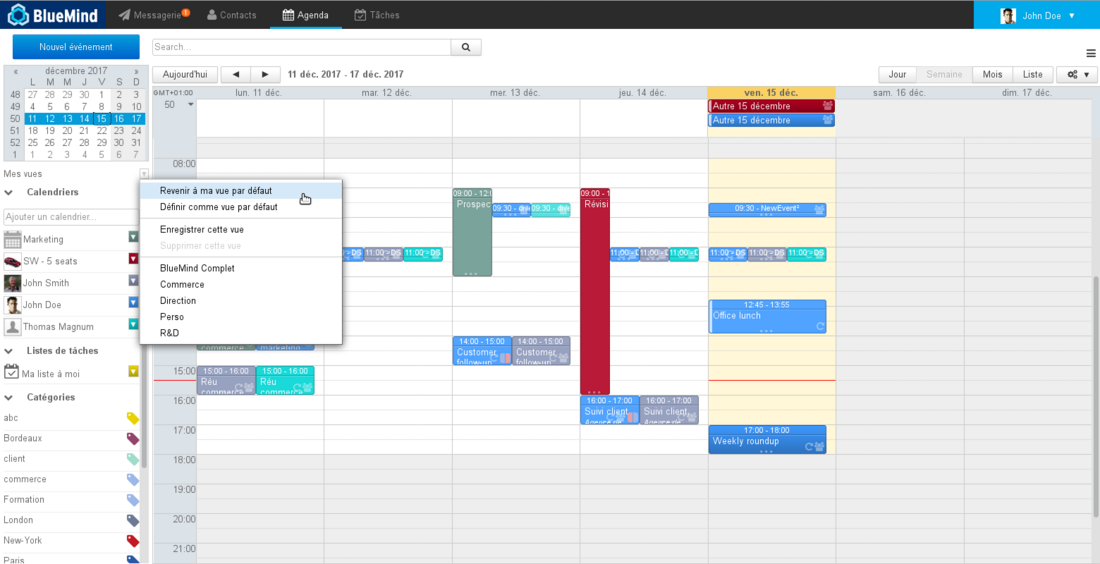 BlueMind
Messagerie
Contacts
Agenda
Tâches
John Doe
Nouvel événement
Search...
Aujourd'hui
11 déc. 2017 - 17 déc. 2017
Jour
Semaine
Mois
Liste
« décembre 2017 »
L M M J V S D
48 27 28 29 30 1 2 3
49 4 5 6 7 8 9 10
50 11 12 13 14 15 16 17
51 18 19 20 21 22 23 24
52 25 26 27 28 29 30 31
1 1 2 3 4 5 6 7
GMT+01:00 lun. 11 déc. mar. 12 déc. mer. 13 déc. jeu. 14 déc. ven. 15 déc. sam. 16 déc. dim. 17 déc.
50
Autre 15 décembre
Autre 15 décembre
Mes vues
Calendriers
Ajouter un calendrier...
Marketing
SW - 5 seats
John Smith
John Doe
Thomas Magnum
Listes de tâches
Ma liste à moi
Catégories
abc
Bordeaux
client
commerce
Formation
London
New-York
Paris
Revenir à ma vue par défaut
Définir comme vue par défaut
Enregistrer cette vue
Supprimer cette vue
BlueMind Complet
Commerce
Direction
Perso
R&D
08:00
15:00
16:00
17:00
18:00
19:00
20:00
21:00
commerce
marketing
15:00 - 16:00
Réu
commerce
15:00 - 16:00
Réu
commerce
11:00 - DS
11:00 - DS
09:00 - 12:
Prospec
09:30 -
09:30 -
14:00 - 15:00
Customer
followup
14:00 - 15:00
Customer
followup
09:00 - 1
Révisi
11:00 - D
11:00 - D
11:00 - DS
16:00 - 17:00
Suivi client
16:00 - 17:00
Suivi client
09:30 - NewEvent²
11:00 - DS
11:00 - DS
11:00 - DS
12:45 - 13:55
Office lunch
17:00 - 18:00
Weekly roundup